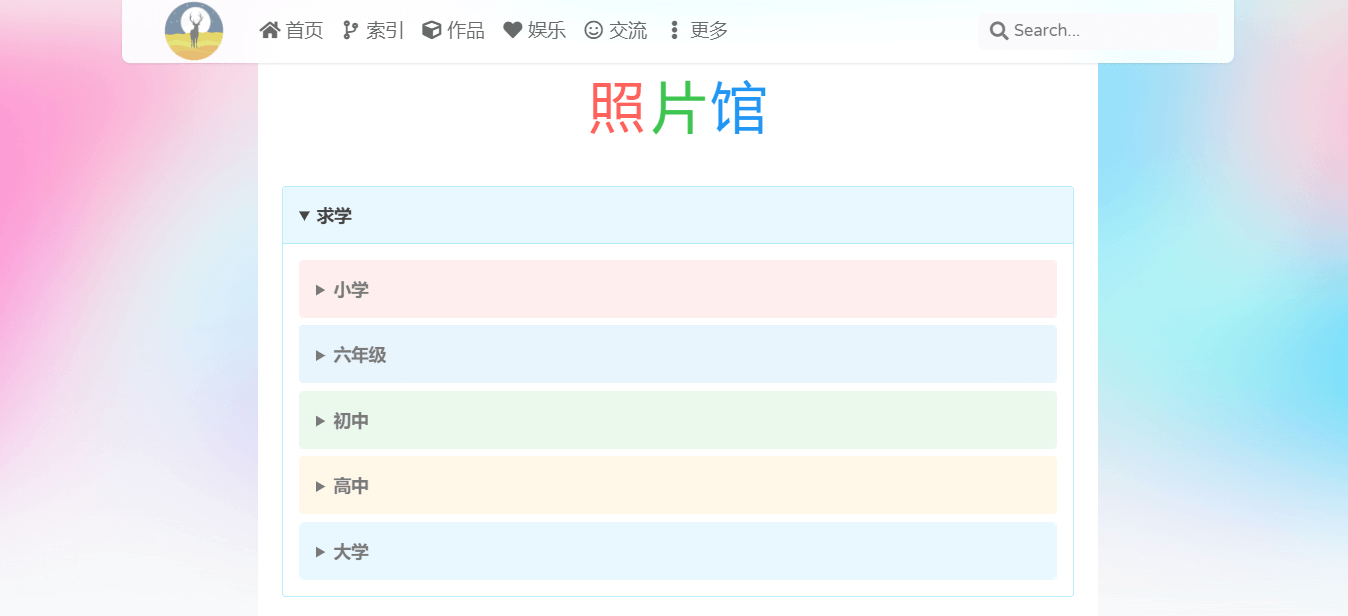 首页 索引 作品 娱乐 交流 更多 Search...
照片馆
求学
小学
六年级
初中
高中
大学